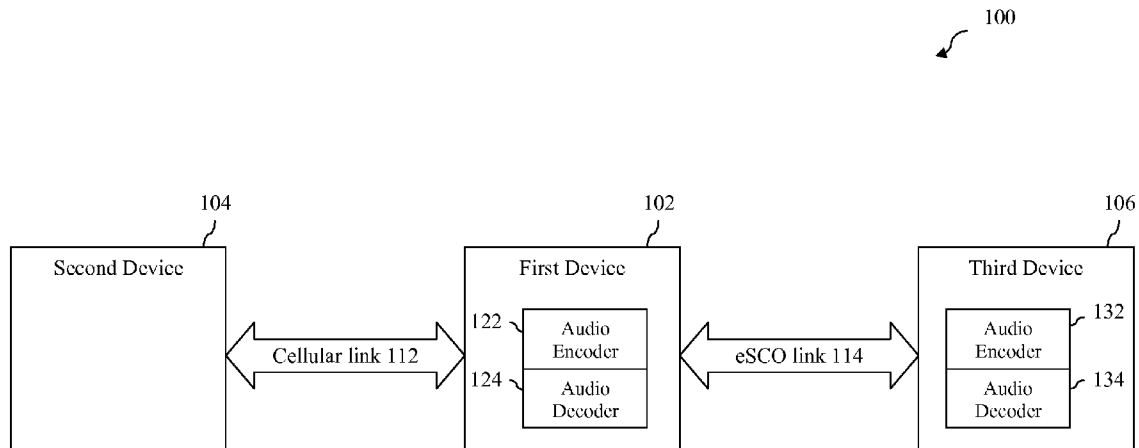 100
104
102
106
Second Device
First Device
Third Device
122
Audio
Encoder
132
Audio
Encoder
Cellular link 112
eSCO link 114
124
Audio
Decoder
134
Audio
Decoder